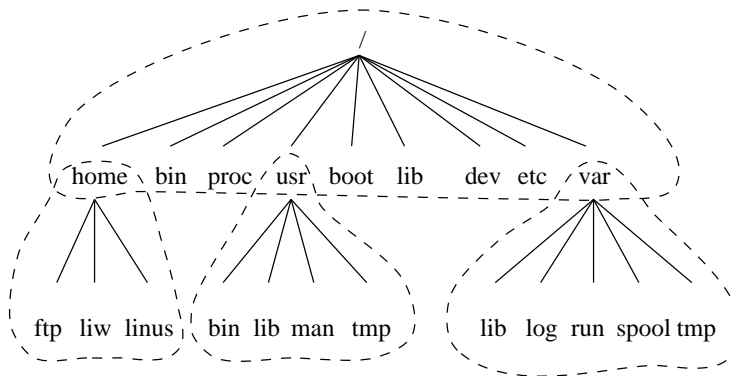 /
home bin proc usr boot lib dev etc var
ftp liw linus bin lib man tmp lib log run spool tmp